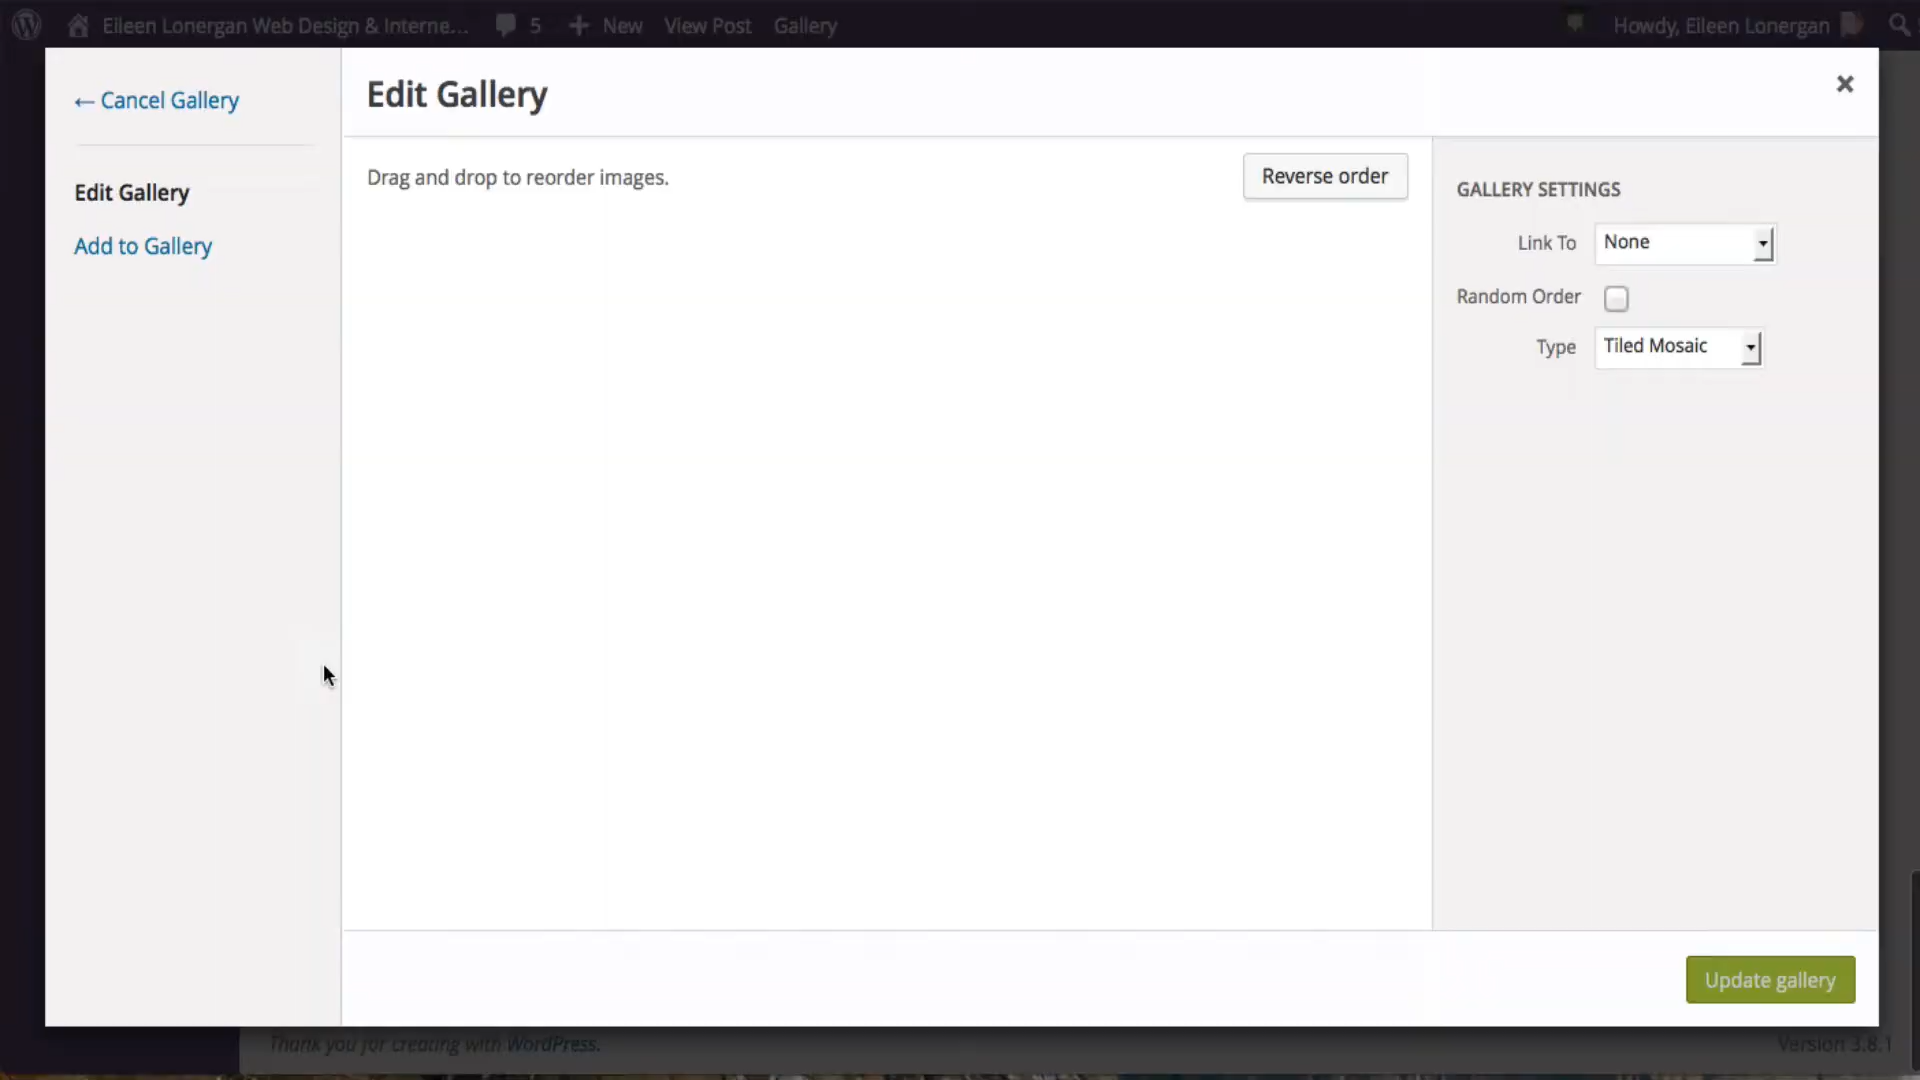 Eileen Lonergan Web Design & Interne... 5 New View Post Gallery Howdy, Eileen Lonergan
← Cancel Gallery
Edit Gallery
Add to Gallery
Edit Gallery
Drag and drop to reorder images.
Reverse order
GALLERY SETTINGS
Link To None
Random Order
Type Tiled Mosaic
Update gallery
Thank you for creating with WordPress.
Version 3.8.1